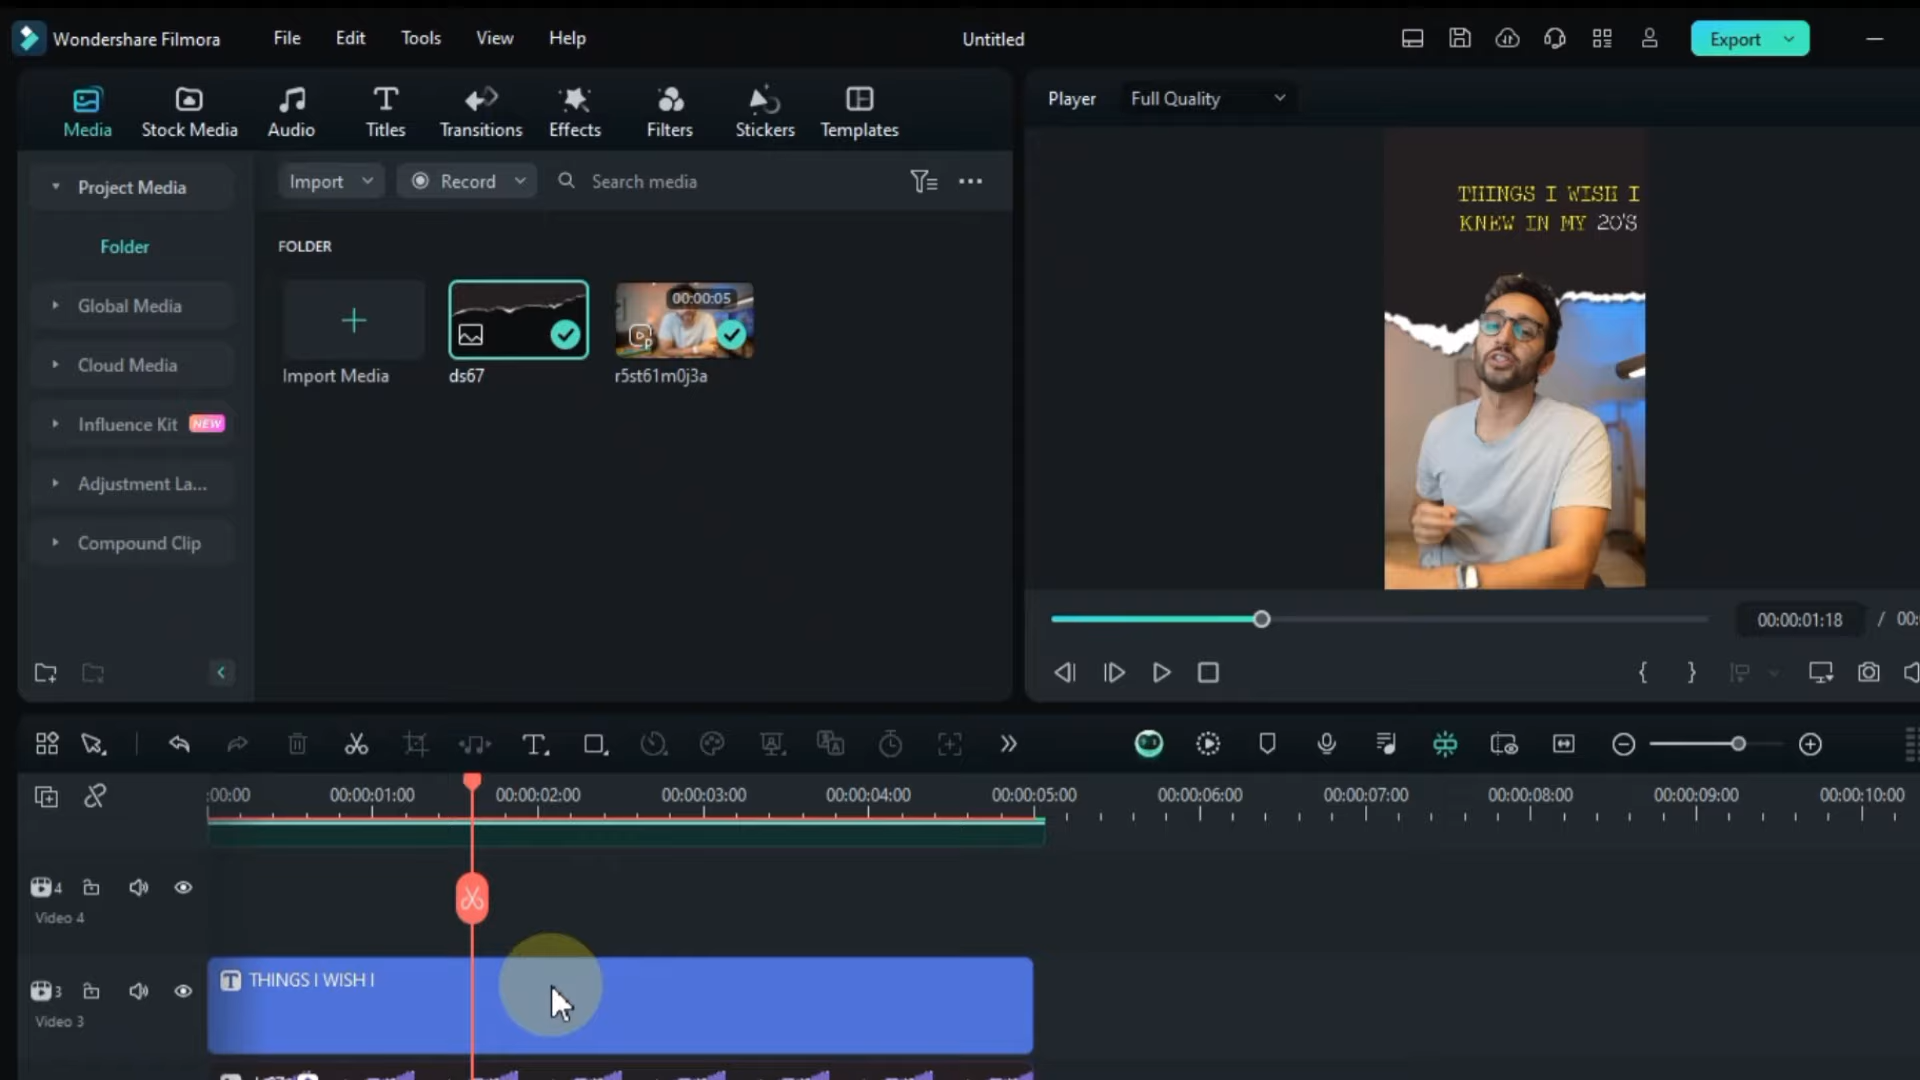 Wondershare Filmora
File Edit Tools View Help
Untitled
Export
Media
Stock Media
Audio
Titles
Transitions
Effects
Filters
Stickers
Templates
Player
Full Quality
Project Media
Folder
Global Media
Cloud Media
Influence Kit NEW
Adjustment La...
Compound Clip
Import
Record
Search media
FOLDER
00:00:05
Import Media
ds67
r5st61m0j3a
THINGS I WISH I
KNEW IN MY 20'S
00:00:01:18 / 00:
:00:00 00:00:01:00 00:00:02:00 00:00:03:00 00:00:04:00 00:00:05:00 00:00:06:00 00:00:07:00 00:00:08:00 00:00:09:00 00:00:10:00
4
Video 4
THINGS I WISH I
3
Video 3